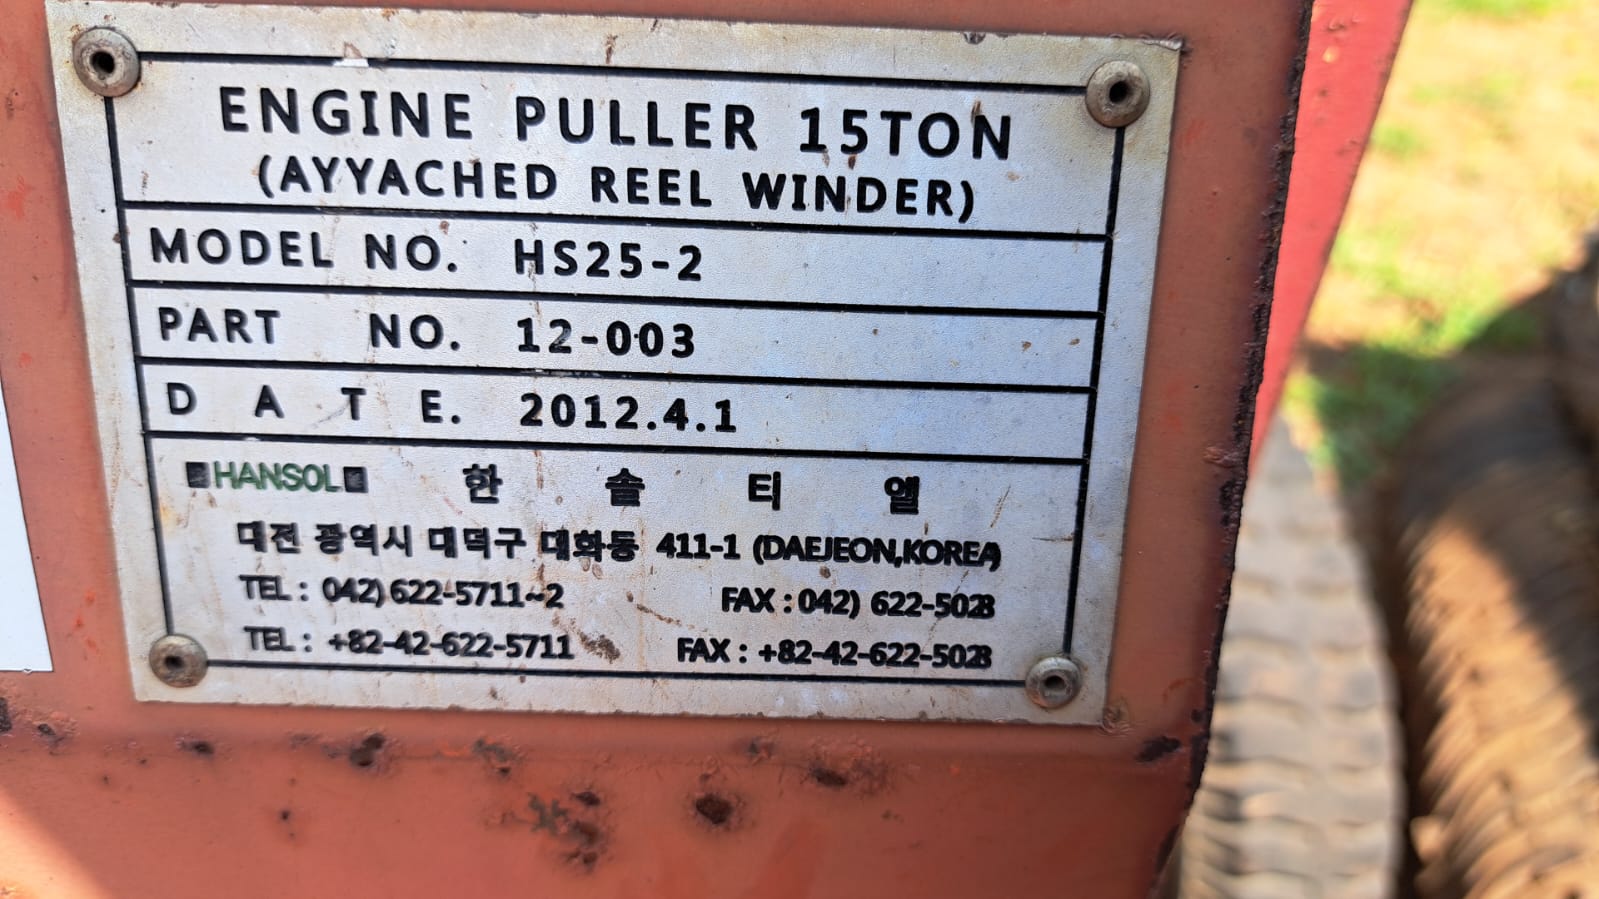 ENGINE PULLER 15TON
(AYYACHED REEL WINDER)
MODEL NO. HS25-2
PART NO. 12-003
D A T E. 2012.4.1
HANSOL 한 솔 티 엘
대전 광역시 대덕구 대화동 411-1 (DAEJEON,KOREA)
TEL : 042) 622-5711~2 FAX : 042) 622-5028
TEL : +82-42-622-5711 FAX : +82-42-622-5028